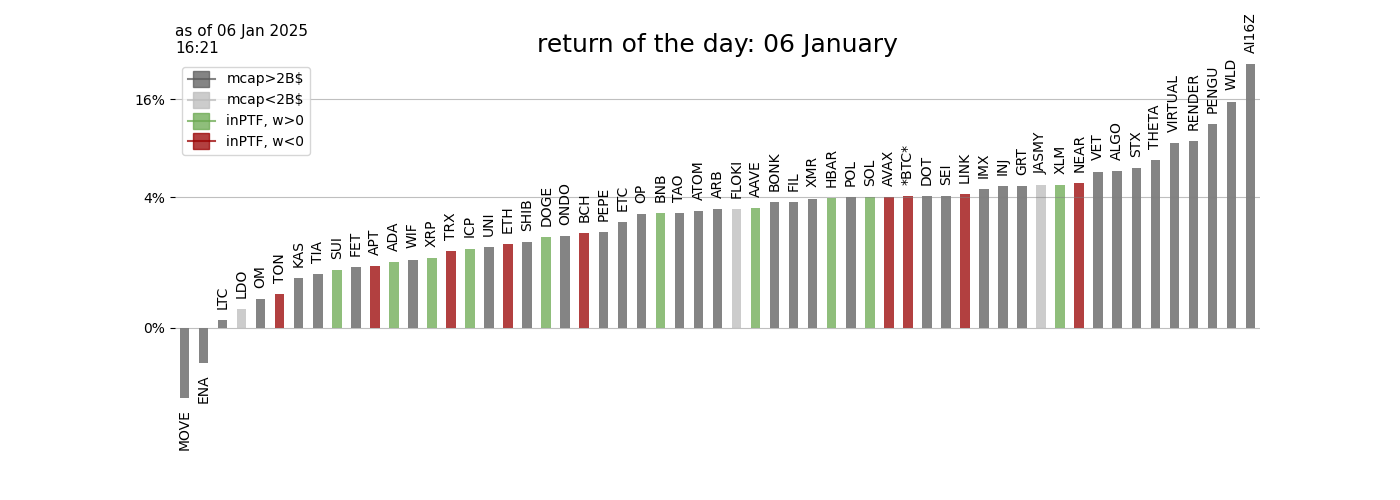 as of 06 Jan 2025
16:21
return of the day: 06 January
mcap>2B$
mcap<2B$
inPTF, w>0
inPTF, w<0
16%
4%
0%
MOVE
ENA
LTC
LDO
OM
TON
KAS
TIA
SUI
FET
APT
ADA
WIF
XRP
TRX
ICP
UNI
ETH
SHIB
DOGE
ONDO
BCH
PEPE
ETC
OP
BNB
TAO
ATOM
ARB
FLOKI
AAVE
BONK
FIL
XMR
HBAR
POL
SOL
AVAX
*BTC*
DOT
SEI
LINK
IMX
INJ
GRT
JASMY
XLM
NEAR
VET
ALGO
STX
THETA
VIRTUAL
RENDER
PENGU
WLD
AI16Z